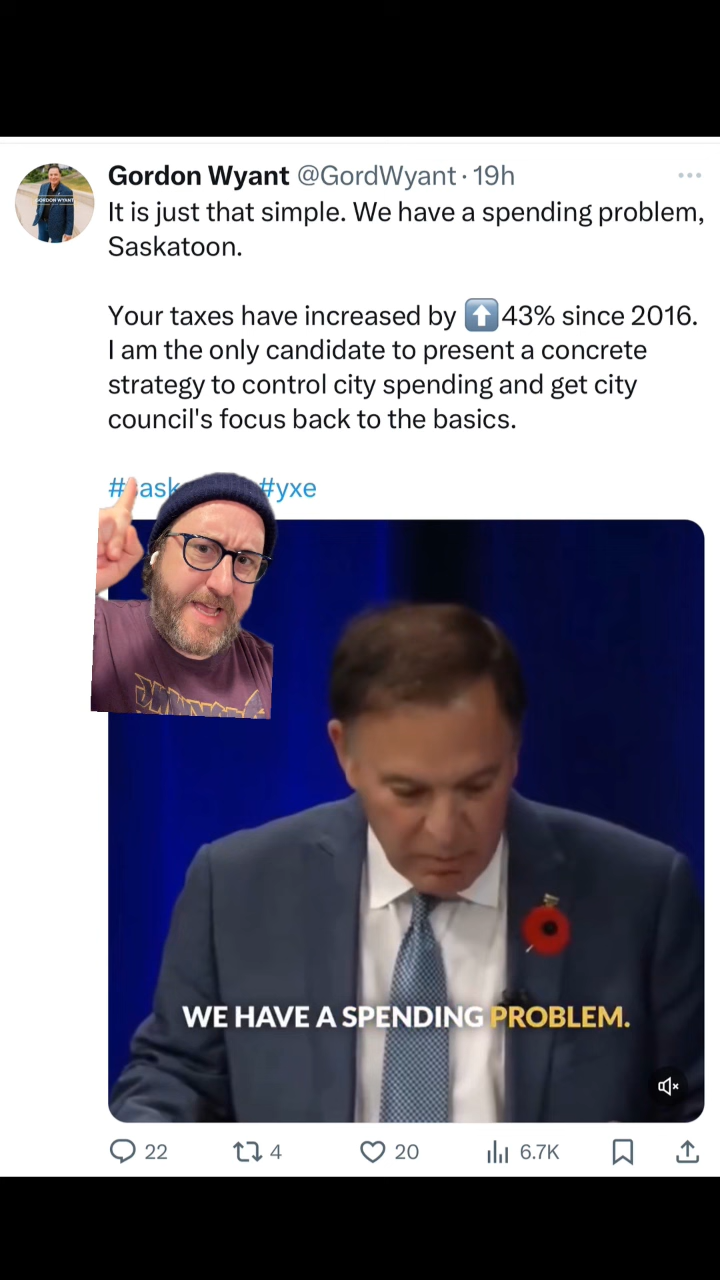 Gordon Wyant @GordWyant · 19h
It is just that simple. We have a spending problem,
Saskatoon.
Your taxes have increased by ⬆️43% since 2016.
I am the only candidate to present a concrete
strategy to control city spending and get city
council's focus back to the basics.
#yxe
GORDON WYANT
WE HAVE A SPENDING PROBLEM.
22 4 20 6.7K